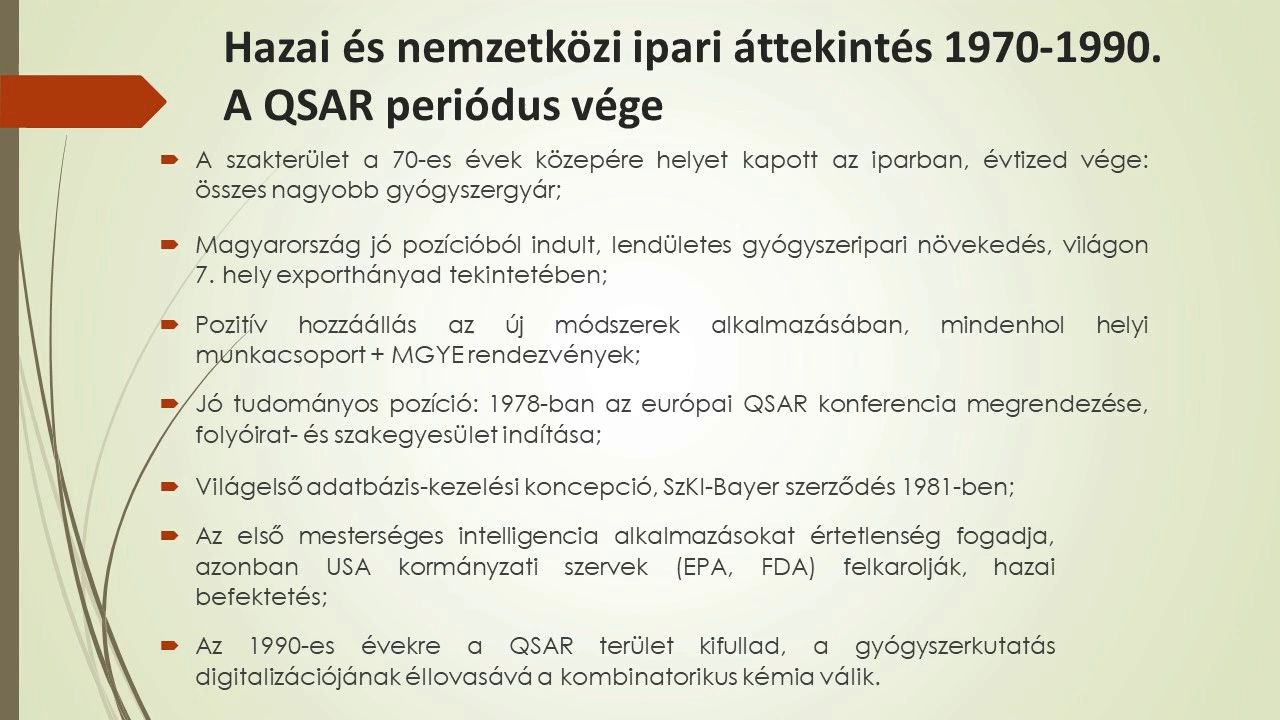 Hazai és nemzetközi ipari áttekintés 1970-1990.
A QSAR periódus vége
A szakterület a 70-es évek közepére helyet kapott az iparban, évtized vége:
összes nagyobb gyógyszergyár;
Magyarország jó pozícióból indult, lendületes gyógyszeripari növekedés, világon
7. hely exporthányad tekintetében;
Pozitív hozzáállás az új módszerek alkalmazásában, mindenhol helyi
munkacsoport + MGYE rendezvények;
Jó tudományos pozíció: 1978-ban az európai QSAR konferencia megrendezése,
folyóirat- és szakegyesület indítása;
Világelső adatbázis-kezelési koncepció, SzKI-Bayer szerződés 1981-ben;
Az első mesterséges intelligencia alkalmazásokat értetlenség fogadja,
azonban USA kormányzati szervek (EPA, FDA) felkarolják, hazai
befektetés;
Az 1990-es évekre a QSAR terület kifullad, a gyógyszerkutatás
digitalizációjának éllovasává a kombinatorikus kémia válik.